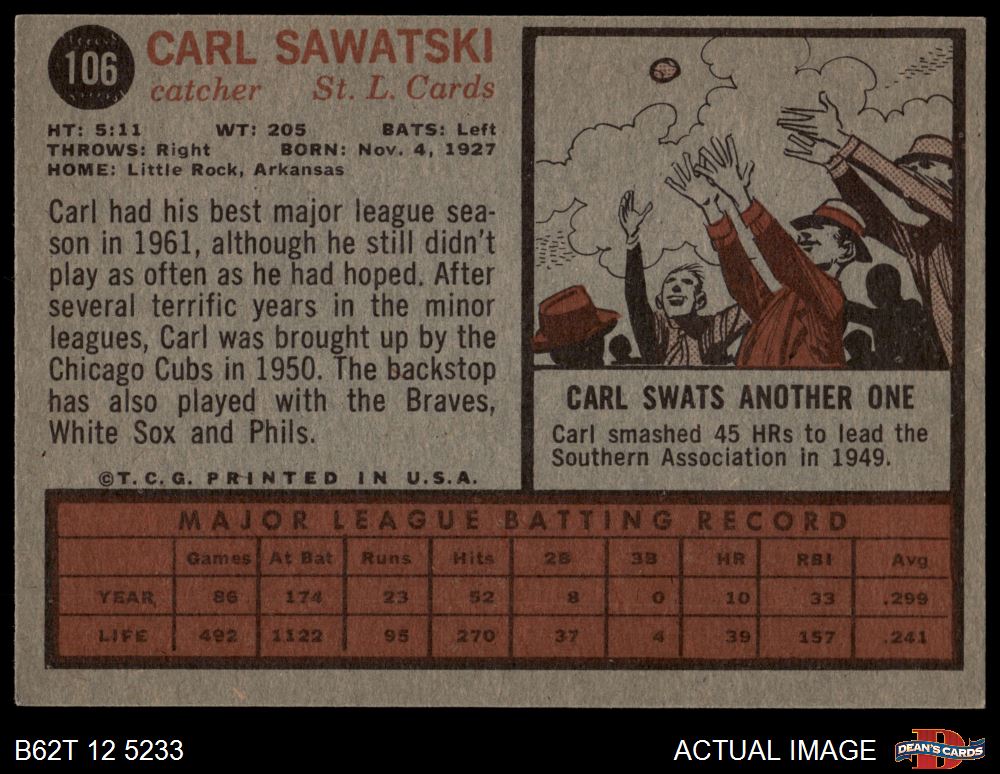 106
CARL SAWATSKI
catcher St. L. Cards
HT: 5:11 WT: 205 BATS: Left
THROWS: Right BORN: Nov. 4, 1927
HOME: Little Rock, Arkansas
Carl had his best major league sea-
son in 1961, although he still didn't
play as often as he had hoped. After
several terrific years in the minor
leagues, Carl was brought up by the
Chicago Cubs in 1950. The backstop
has also played with the Braves,
White Sox and Phils.
©T.C.G. PRINTED IN U.S.A.
CARL SWATS ANOTHER ONE
Carl smashed 45 HRs to lead the
Southern Association in 1949.
MAJOR LEAGUE BATTING RECORD
Games At Bat Runs Hits 2B 3B HR RBI Avg
YEAR 86 174 23 52 8 0 10 33 .299
LIFE 492 1122 95 270 37 4 39 157 .241
B62T 12 5233
ACTUAL IMAGE
D
DEAN'S CARDS